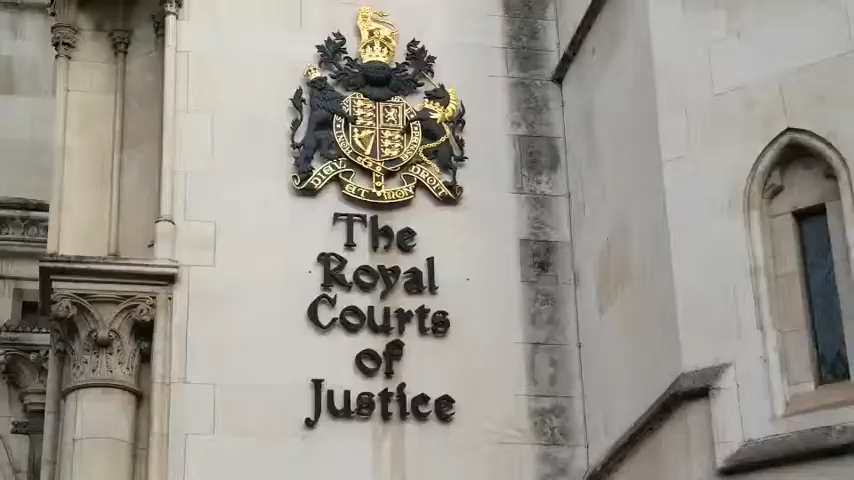 DIEU ET MON DROIT
The
Royal
Courts
of
Justice